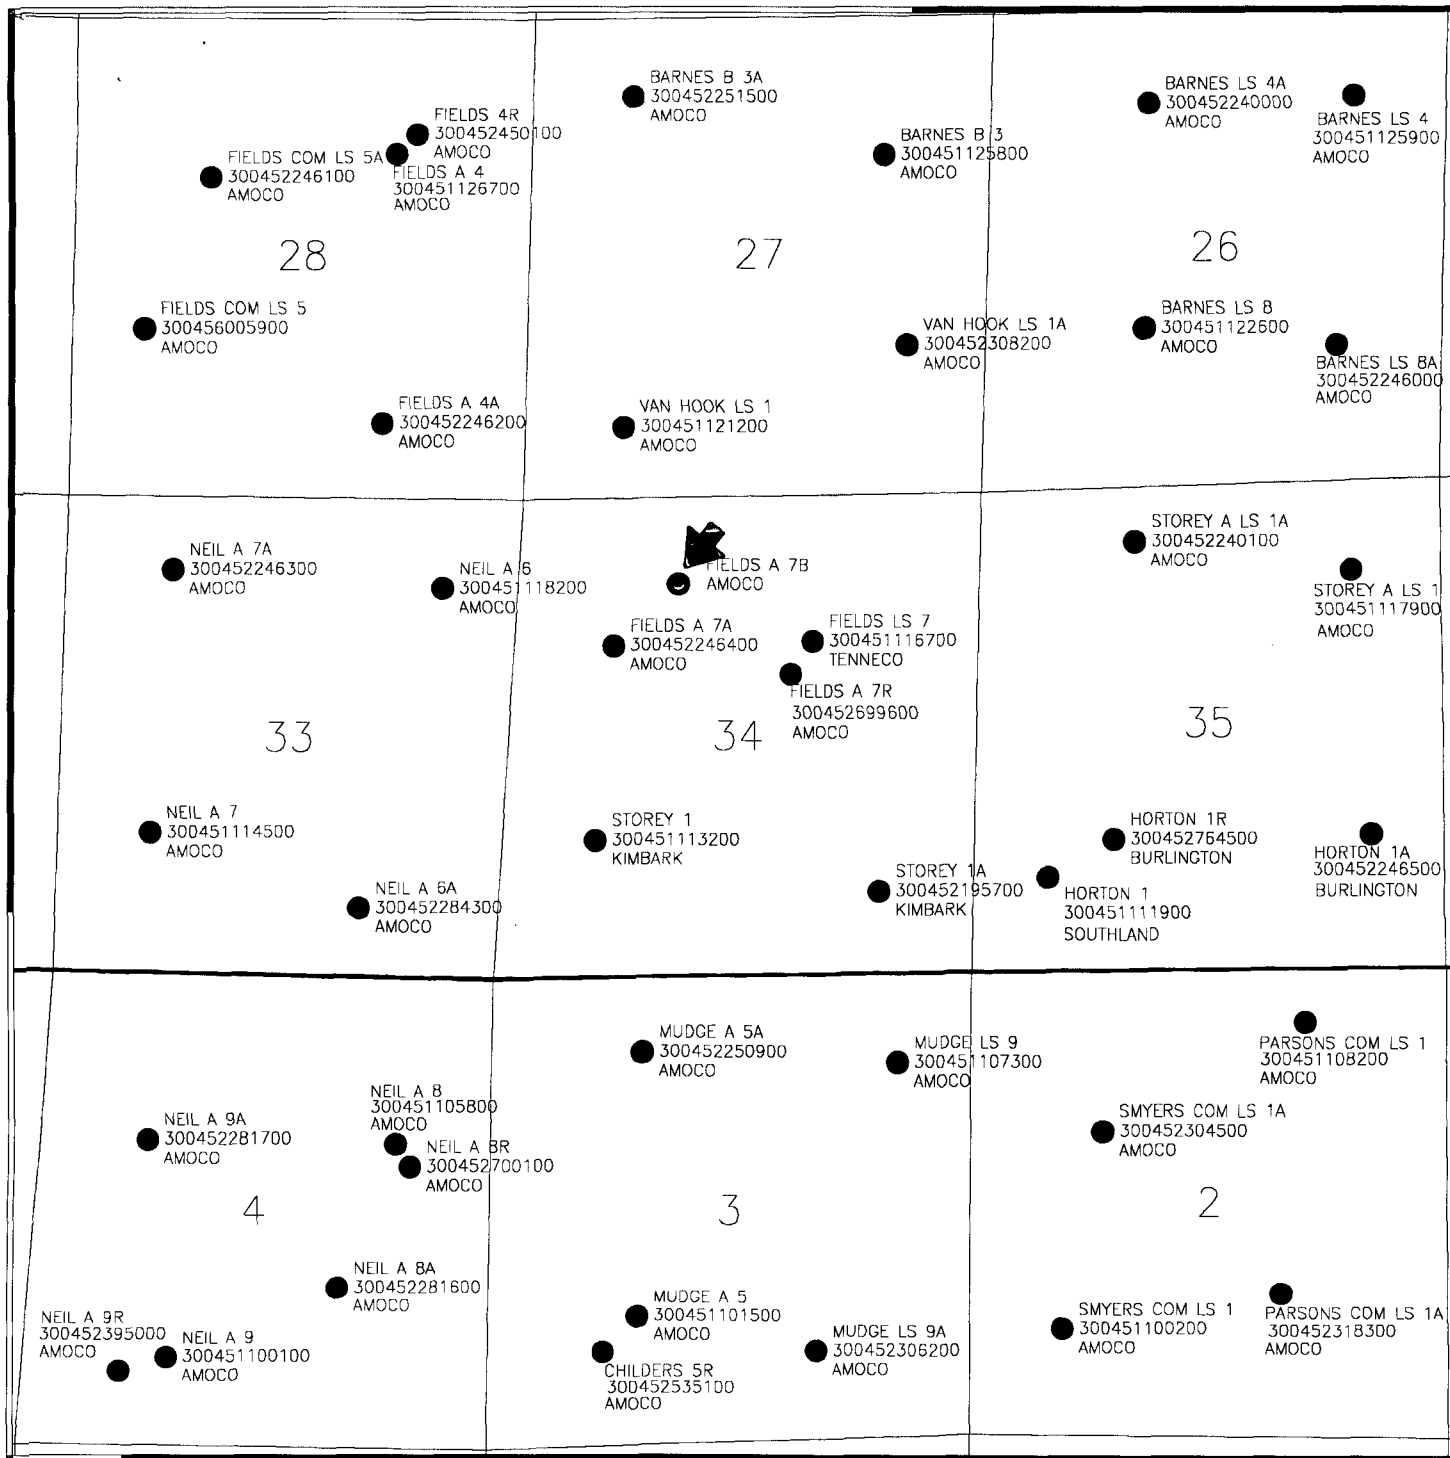 BARNES B 3A
300452251500
AMOCO
BARNES LS 4A
300452240000
AMOCO
BARNES LS 4
300451125900
AMOCO
FIELDS 4R
300452450100
AMOCO
BARNES B 3
300451125800
AMOCO
FIELDS COM LS 5A
300452246100
AMOCO
FIELDS A 4
300451126700
AMOCO
28
27
26
FIELDS COM LS 5
300456005900
AMOCO
VAN HOOK LS 1A
300452308200
AMOCO
BARNES LS 8
300451122600
AMOCO
BARNES LS 8A
300452246000
AMOCO
FIELDS A 4A
300452246200
AMOCO
VAN HOOK LS 1
300451121200
AMOCO
NEIL A 7A
300452246300
AMOCO
NEIL A 6
300451118200
AMOCO
FIELDS A 7B
AMOCO
STOREY A LS 1A
300452240100
AMOCO
STOREY A LS 1
300451117900
AMOCO
FIELDS A 7A
300452246400
AMOCO
FIELDS LS 7
300451116700
TENNECO
FIELDS A 7R
300452699600
AMOCO
33
34
35
NEIL A 7
300451114500
AMOCO
STOREY 1
300451113200
KIMBARK
HORTON 1R
300452764500
BURLINGTON
HORTON 1A
300452246500
BURLINGTON
NEIL A 6A
300452284300
AMOCO
STOREY 1A
300452195700
KIMBARK
HORTON 1
300451111900
SOUTHLAND
MUDGE A 5A
300452250900
AMOCO
MUDGE LS 9
300451107300
AMOCO
PARSONS COM LS 1
300451108200
AMOCO
NEIL A 8
300451105800
AMOCO
NEIL A 9A
300452281700
AMOCO
NEIL A 8R
300452700100
AMOCO
SMYERS COM LS 1A
300452304500
AMOCO
4
3
2
NEIL A 8A
300452281600
AMOCO
MUDGE A 5
300451101500
AMOCO
SMYERS COM LS 1
300451100200
AMOCO
PARSONS COM LS 1A
300452318300
AMOCO
NEIL A 9R
300452395000
AMOCO
NEIL A 9
300451100100
AMOCO
CHILDERS 5R
300452535100
AMOCO
MUDGE LS 9A
300452306200
AMOCO